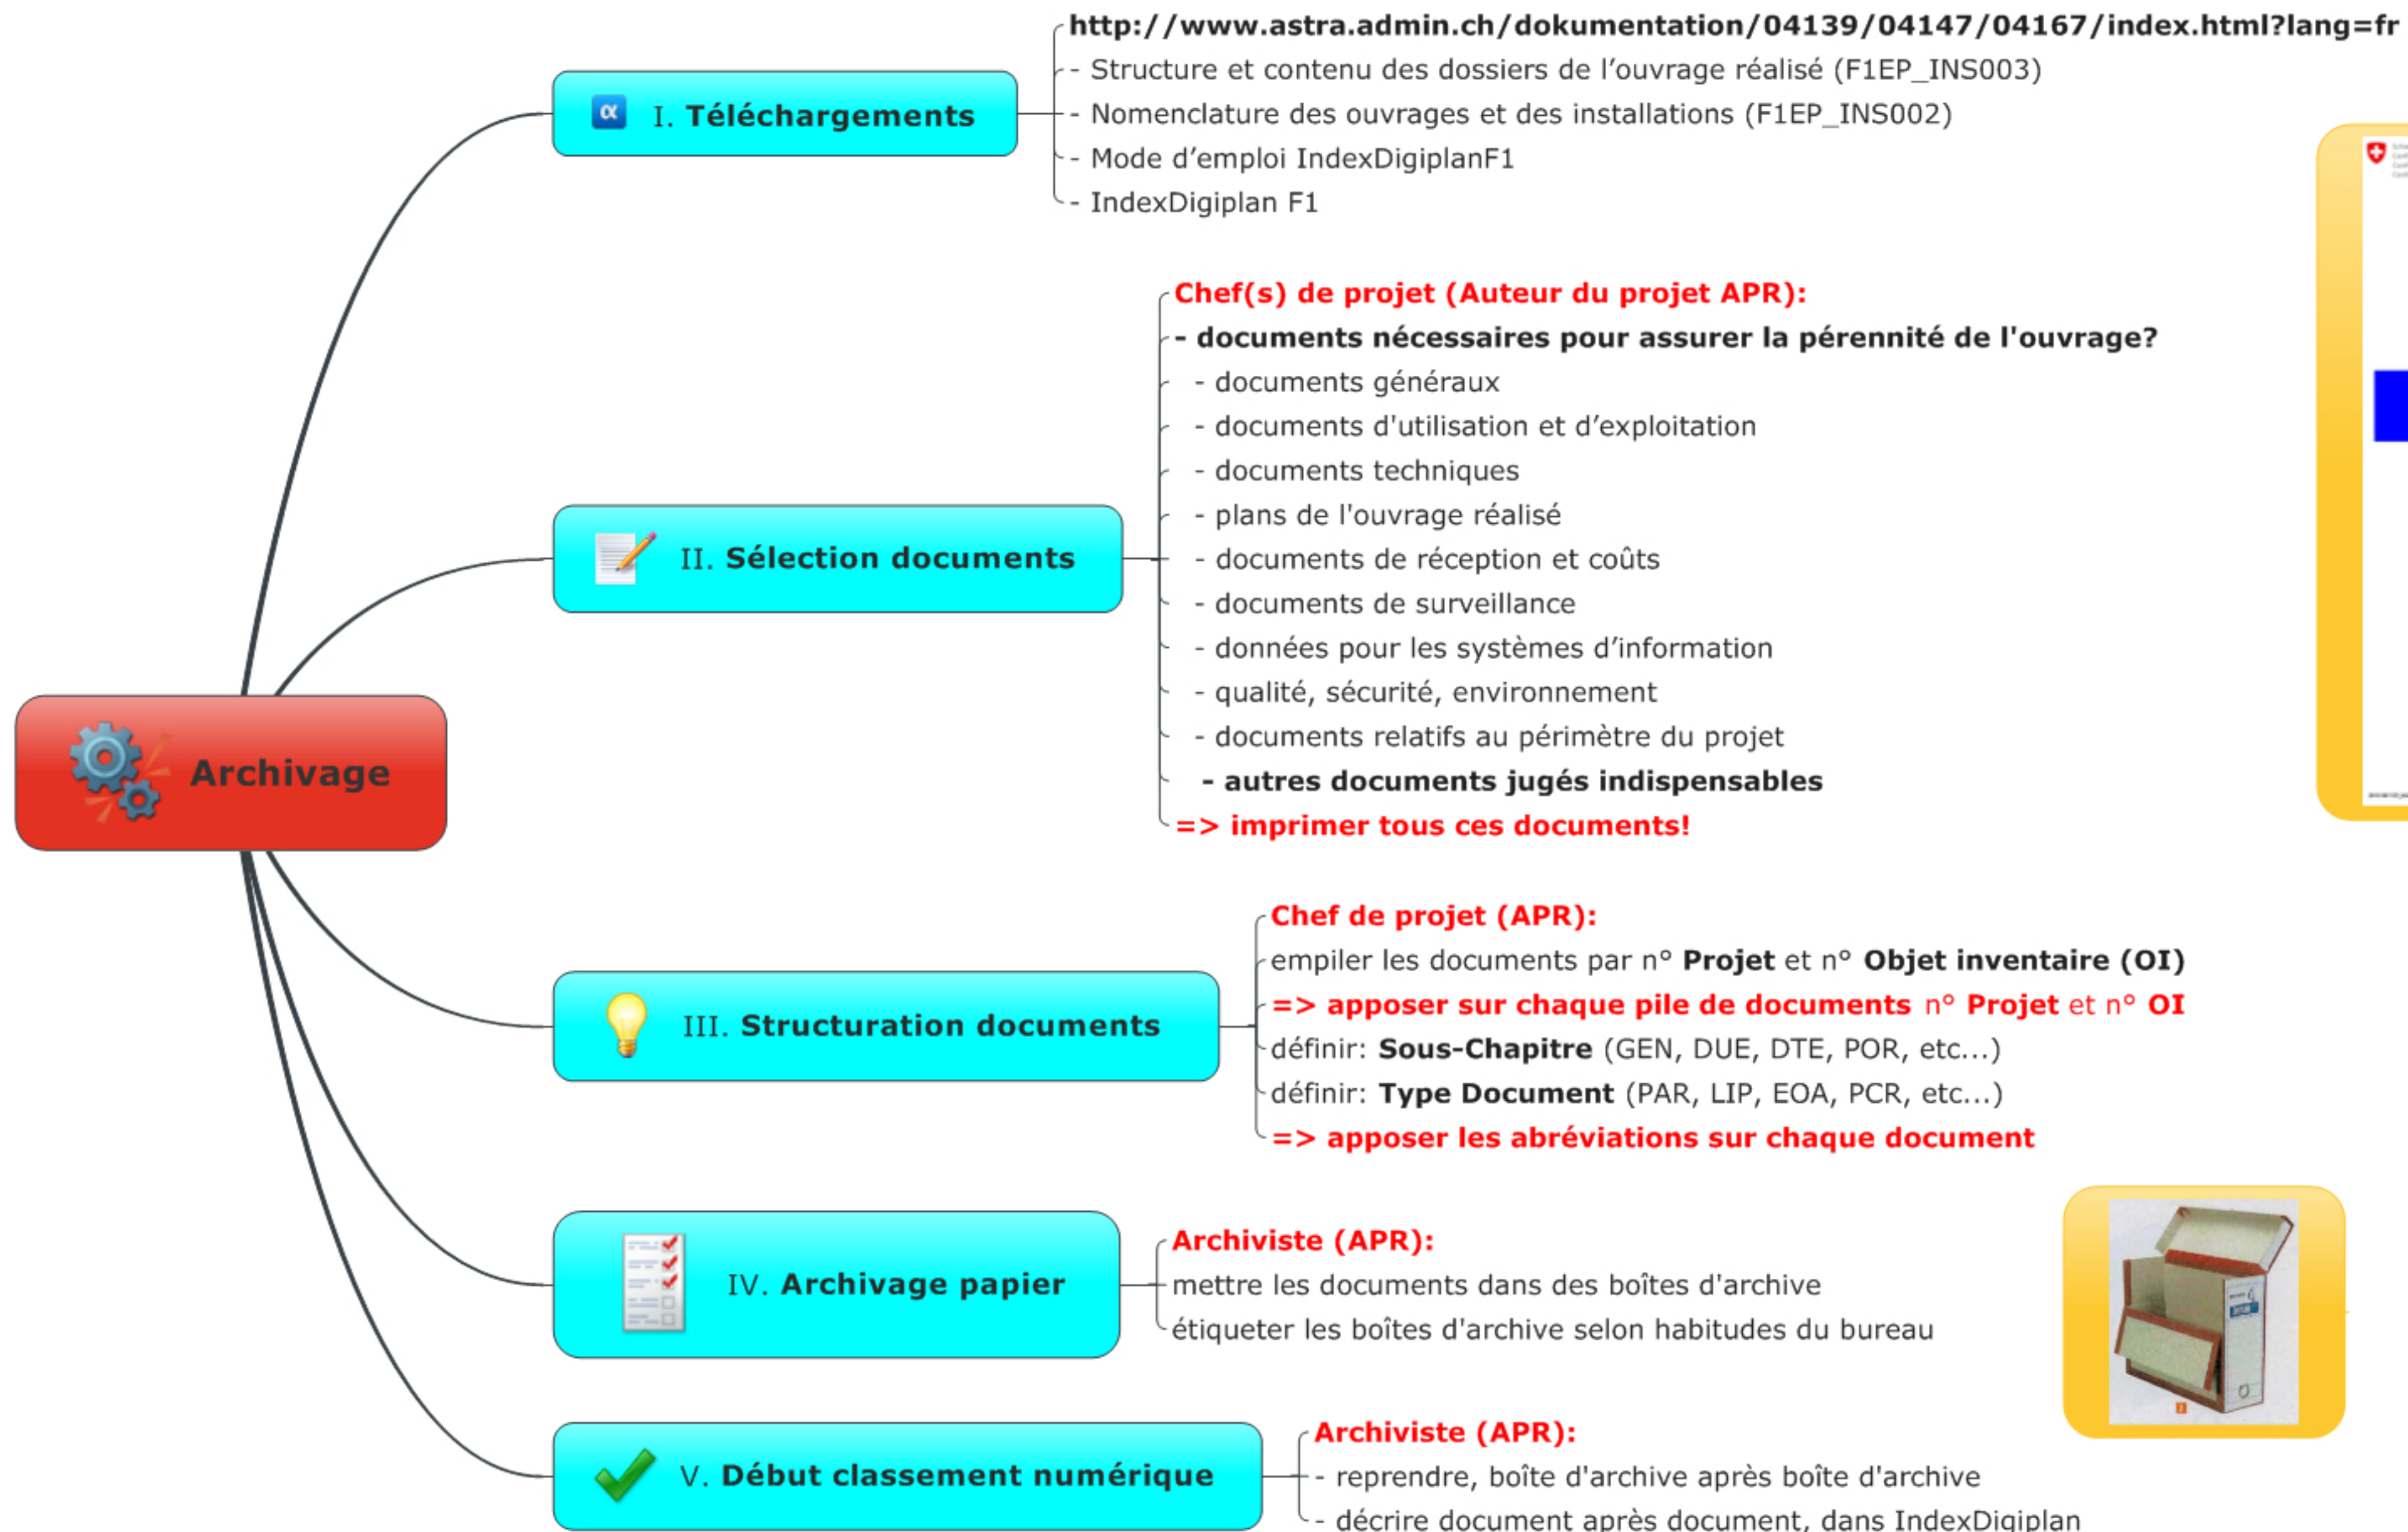 http://www.astra.admin.ch/dokumentation/04139/04147/04167/index.html?lang=fr
I. Téléchargements
- Structure et contenu des dossiers de l’ouvrage réalisé (F1EP_INS003)
- Nomenclature des ouvrages et des installations (F1EP_INS002)
- Mode d’emploi IndexDigiplanF1
- IndexDigiplan F1
II. Sélection documents
Chef(s) de projet (Auteur du projet APR):
- documents nécessaires pour assurer la pérennité de l'ouvrage?
- documents généraux
- documents d'utilisation et d’exploitation
- documents techniques
- plans de l'ouvrage réalisé
- documents de réception et coûts
- documents de surveillance
- données pour les systèmes d’information
- qualité, sécurité, environnement
- documents relatifs au périmètre du projet
- autres documents jugés indispensables
=> imprimer tous ces documents!
Archivage
III. Structuration documents
Chef de projet (APR):
empiler les documents par n° Projet et n° Objet inventaire (OI)
=> apposer sur chaque pile de documents n° Projet et n° OI
définir: Sous-Chapitre (GEN, DUE, DTE, POR, etc...)
définir: Type Document (PAR, LIP, EOA, PCR, etc...)
=> apposer les abréviations sur chaque document
IV. Archivage papier
Archiviste (APR):
mettre les documents dans des boîtes d'archive
étiqueter les boîtes d'archive selon habitudes du bureau
V. Début classement numérique
Archiviste (APR):
- reprendre, boîte d'archive après boîte d'archive
- décrire document après document, dans IndexDigiplan